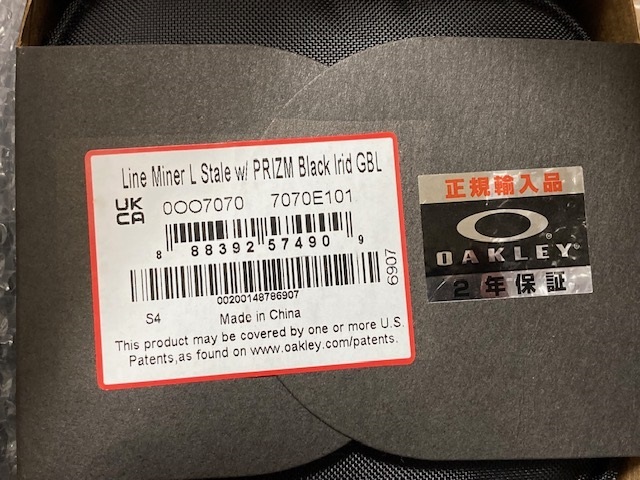 Line Miner L Stale w/ PRIZM Black Irid GBL
UK
CA
OOO7070 7070E101
8 88392 57490 9
6907
00200148786907
S4 Made in China
This product may be covered by one or more U.S.
Patents,as found on www.oakley.com/patents.
正規輸入品
OAKLEY
2年保証